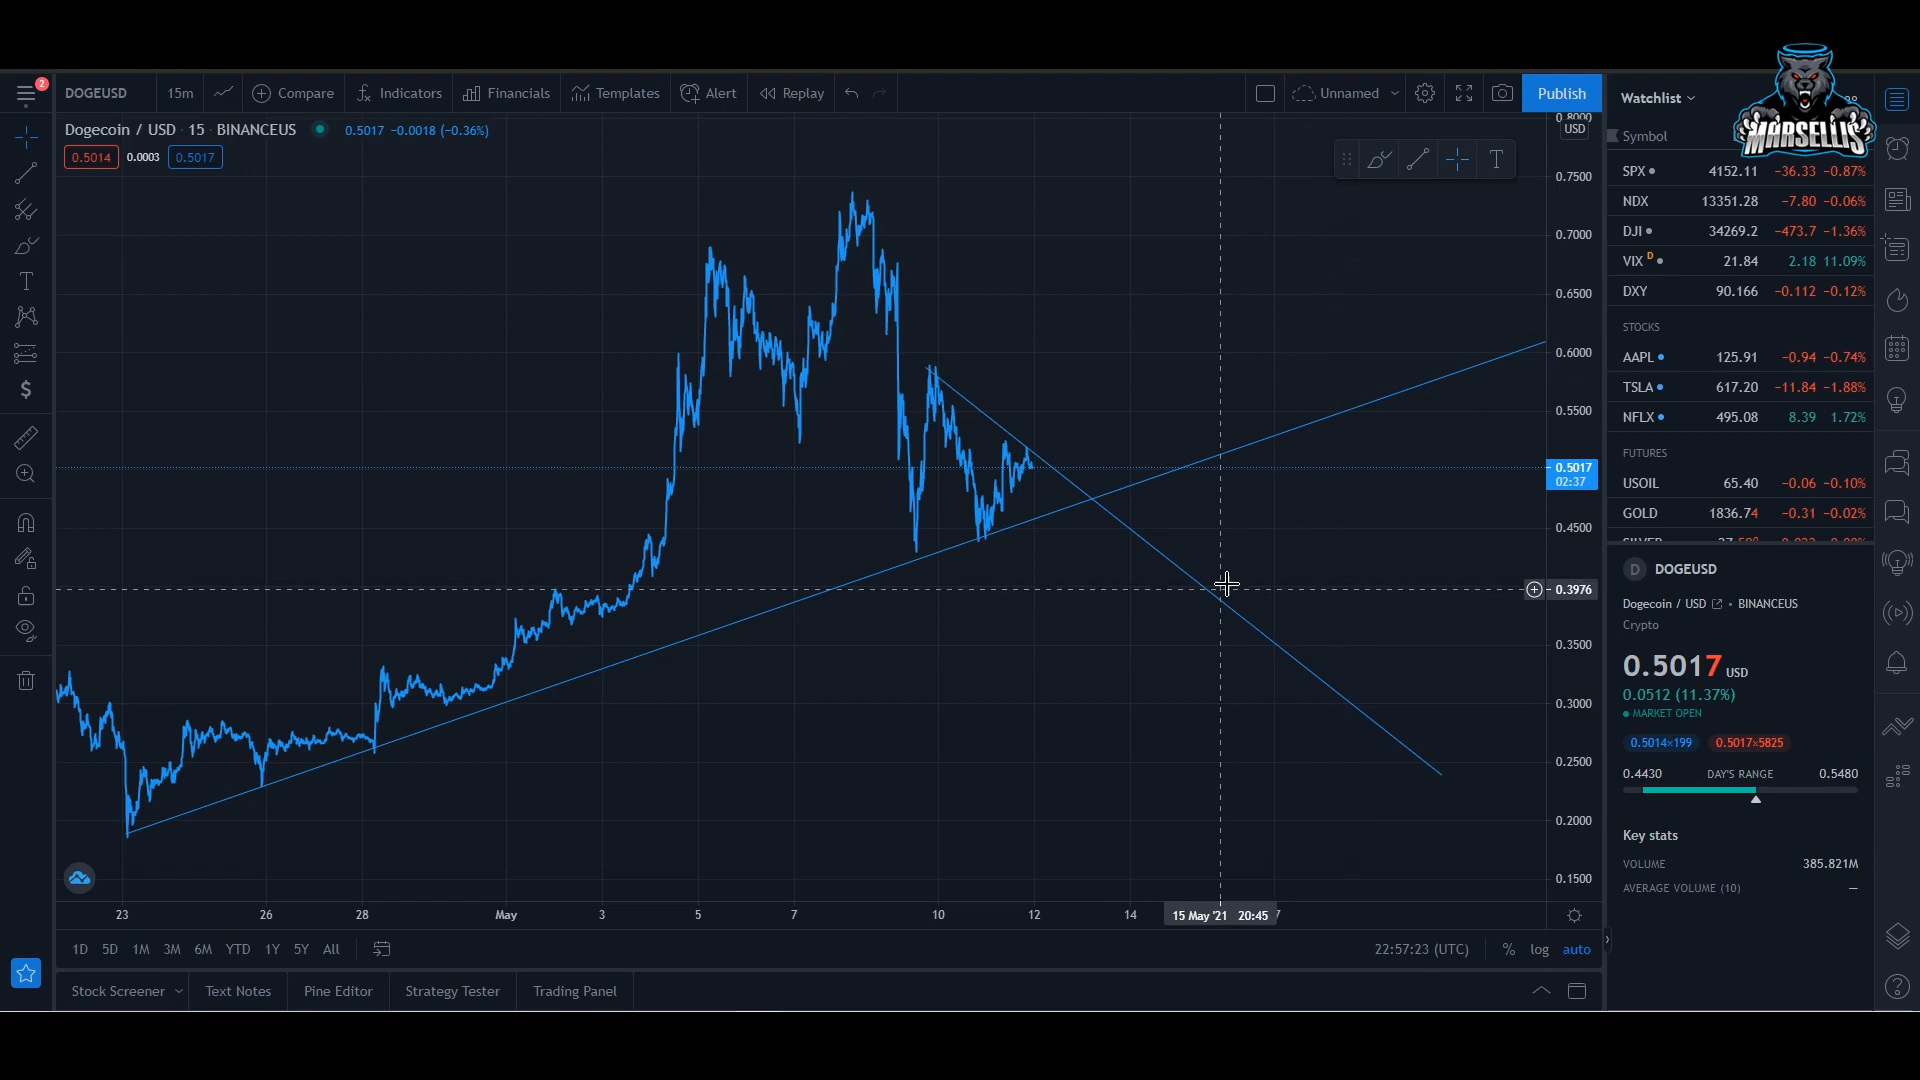 2
DOGEUSD 15m Compare Indicators Financials Templates Alert Replay Unnamed Publish
Dogecoin / USD · 15 · BINANCEUS 0.5017 −0.0018 (−0.36%)
0.5014 0.0003 0.5017
T
T
$
0.8000
USD
0.7500
0.7000
0.6500
0.6000
0.5500
0.5017
02:37
0.4500
0.3976
0.3500
0.3000
0.2500
0.2000
0.1500
23 26 28 May 3 5 7 10 12 14 15 May '21 20:45 7
1D 5D 1M 3M 6M YTD 1Y 5Y All 22:57:23 (UTC) % log auto
Stock Screener Text Notes Pine Editor Strategy Tester Trading Panel
Watchlist
MARSELLIS
Symbol
SPX 4152.11 −36.33 −0.87%
NDX 13351.28 −7.80 −0.06%
DJI 34269.2 −473.7 −1.36%
VIX D 21.84 2.18 11.09%
DXY 90.166 −0.112 −0.12%
STOCKS
AAPL 125.91 −0.94 −0.74%
TSLA 617.20 −11.84 −1.88%
NFLX 495.08 8.39 1.72%
FUTURES
USOIL 65.40 −0.06 −0.10%
GOLD 1836.74 −0.31 −0.02%
D DOGEUSD
Dogecoin / USD • BINANCEUS
Crypto
0.5017 USD
0.0512 (11.37%)
MARKET OPEN
0.5014×199 0.5017×5825
0.4430 DAY'S RANGE 0.5480
Key stats
VOLUME 385.821M
AVERAGE VOLUME (10) —